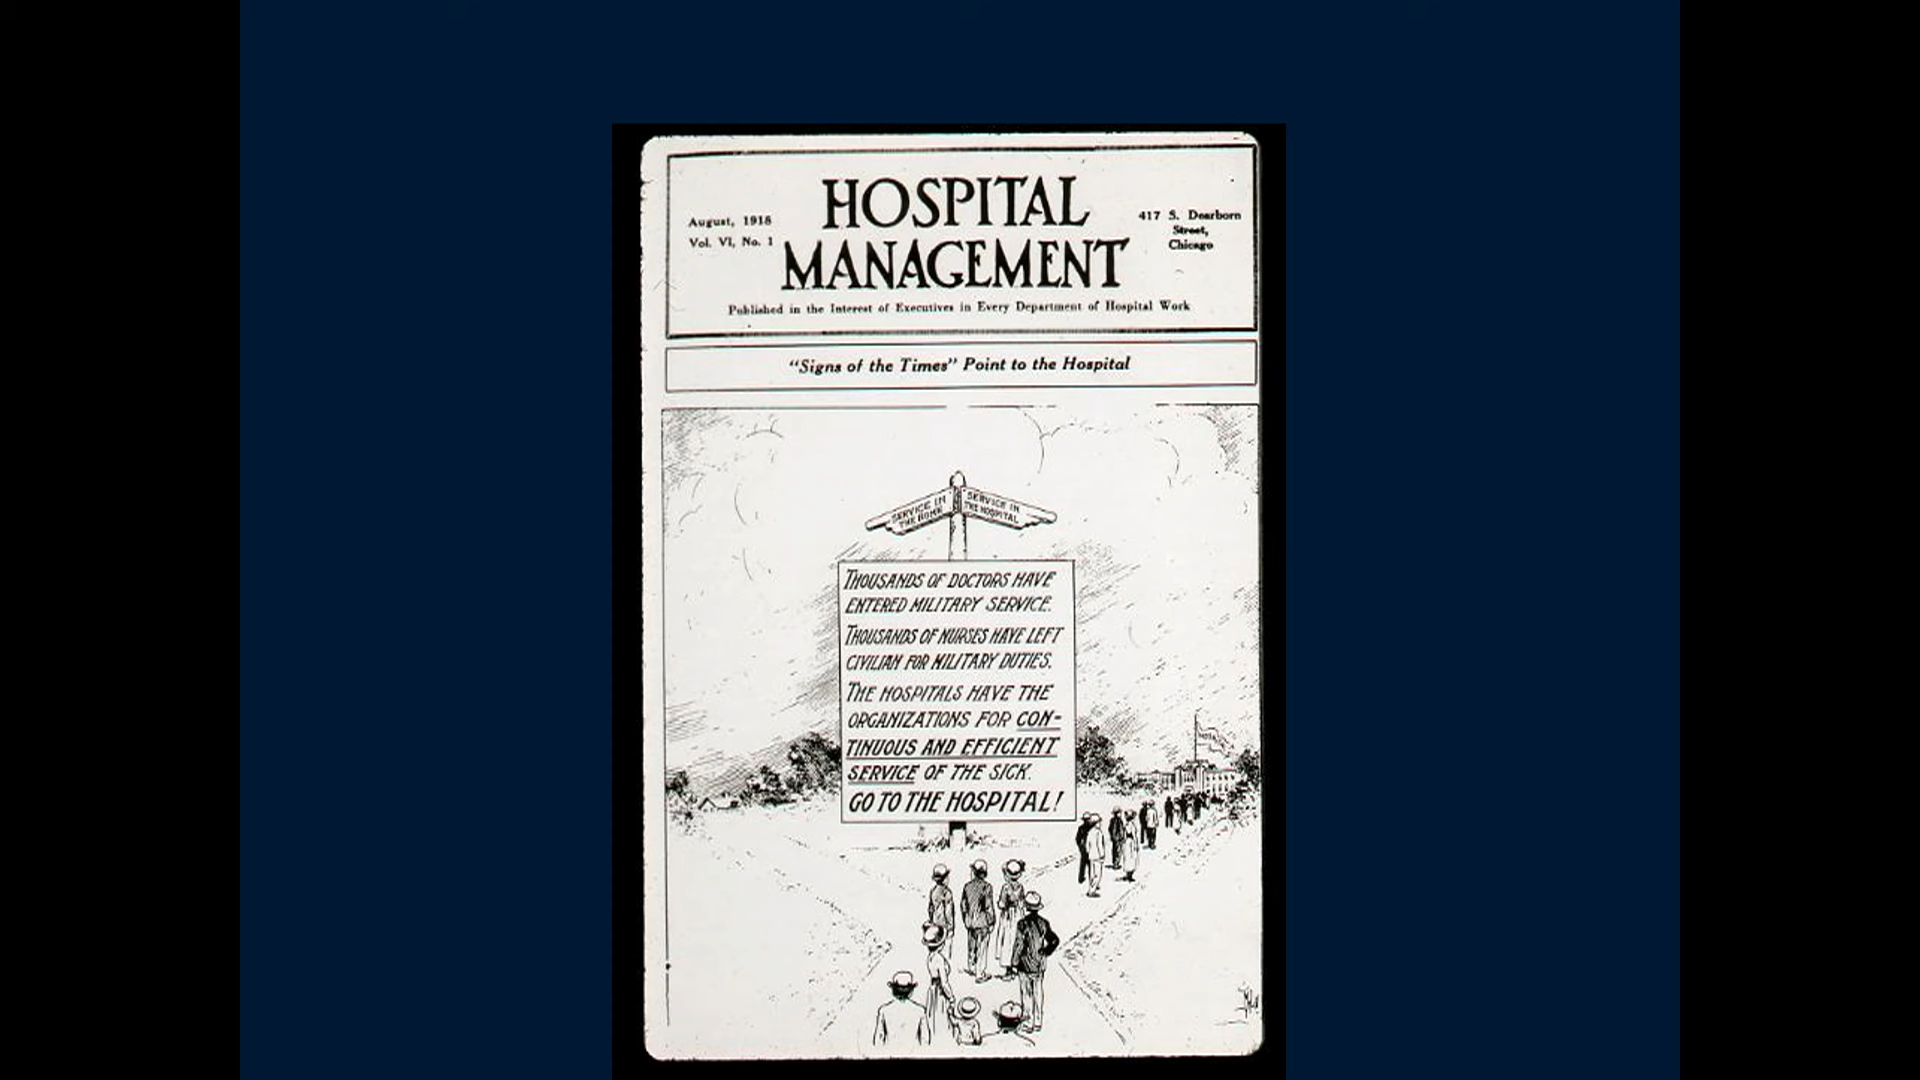 HOSPITAL
MANAGEMENT
August, 1918
Vol. VI, No. 1
417 S. Dearborn
Street,
Chicago
Published in the Interest of Executives in Every Department of Hospital Work
"Signs of the Times" Point to the Hospital
SERVICE IN
THE HOME
SERVICE IN
THE HOSPITAL
THOUSANDS OF DOCTORS HAVE
ENTERED MILITARY SERVICE.
THOUSANDS OF NURSES HAVE LEFT
CIVILIAN FOR MILITARY DUTIES.
THE HOSPITALS HAVE THE
ORGANIZATIONS FOR CON-
TINUOUS AND EFFICIENT
SERVICE OF THE SICK.
GO TO THE HOSPITAL!